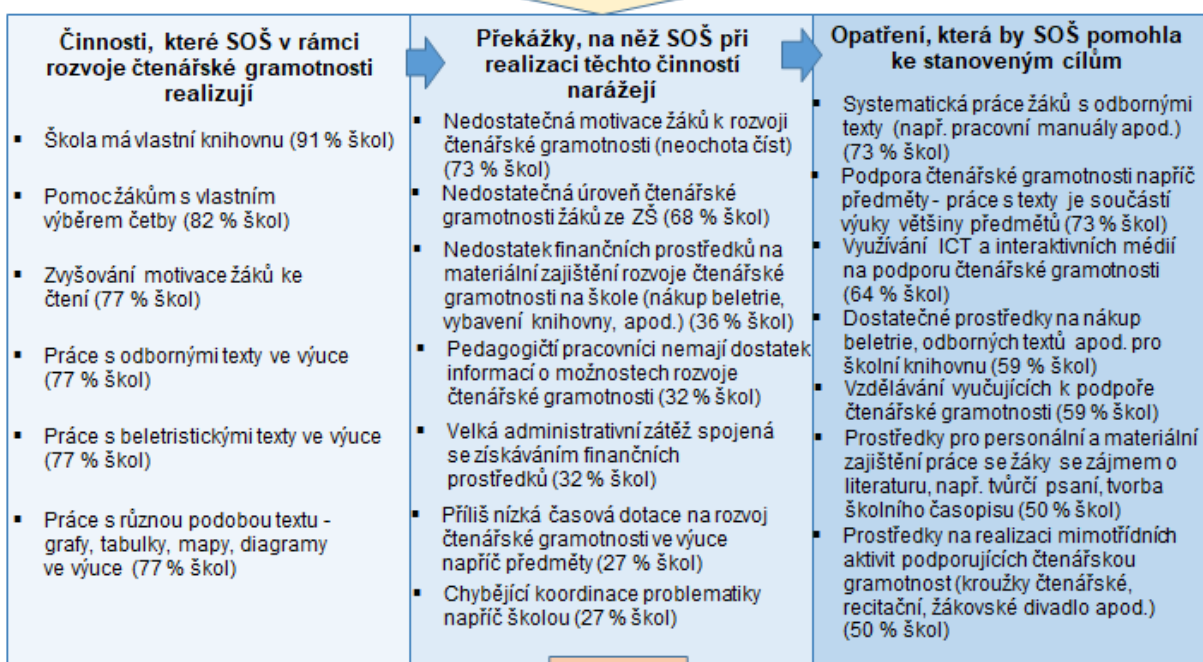 Činnosti, které SOŠ v rámci
rozvoje čtenářské gramotnosti
realizují
▪ Škola má vlastní knihovnu (91 % škol)
▪ Pomoc žákům s vlastním
výběrem četby (82 % škol)
▪ Zvyšování motivace žáků ke
čtení (77 % škol)
▪ Práce s odbornými texty ve výuce
(77 % škol)
▪ Práce s beletristickými texty ve výuce
(77 % škol)
▪ Práce s různou podobou textu -
grafy, tabulky, mapy, diagramy
ve výuce (77 % škol)
Překážky, na něž SOŠ při
realizaci těchto činností
narážejí
▪ Nedostatečná motivace žáků k rozvoji
čtenářské gramotnosti (neochota číst)
(73 % škol)
▪ Nedostatečná úroveň čtenářské
gramotnosti žáků ze ZŠ (68 % škol)
▪ Nedostatek finančních prostředků na
materiální zajištění rozvoje čtenářské
gramotnosti na škole (nákup beletrie,
vybavení knihovny, apod.) (36 % škol)
▪ Pedagogičtí pracovníci nemají dostatek
informací o možnostech rozvoje
čtenářské gramotnosti (32 % škol)
▪ Velká administrativní zátěž spojená
se získáváním finančních
prostředků (32 % škol)
▪ Příliš nízká časová dotace na rozvoj
čtenářské gramotnosti ve výuce
napříč předměty (27 % škol)
▪ Chybějící koordinace problematiky
napříč školou (27 % škol)
Opatření, která by SOŠ pomohla
ke stanoveným cílům
▪ Systematická práce žáků s odbornými
texty (např. pracovní manuály apod.)
(73 % škol)
▪ Podpora čtenářské gramotnosti napříč
předměty - práce s texty je součástí
výuky většiny předmětů (73 % škol)
▪ Využívání ICT a interaktivních médií
na podporu čtenářské gramotnosti
(64 % škol)
▪ Dostatečné prostředky na nákup
beletrie, odborných textů apod. pro
školní knihovnu (59 % škol)
▪ Vzdělávání vyučujících k podpoře
čtenářské gramotnosti (59 % škol)
▪ Prostředky pro personální a materiální
zajištění práce se žáky se zájmem o
literaturu, např. tvůrčí psaní, tvorba
školního časopisu (50 % škol)
▪ Prostředky na realizaci mimotřídních
aktivit podporujících čtenářskou
gramotnost (kroužky čtenářské,
recitační, žákovské divadlo apod.)
(50 % škol)